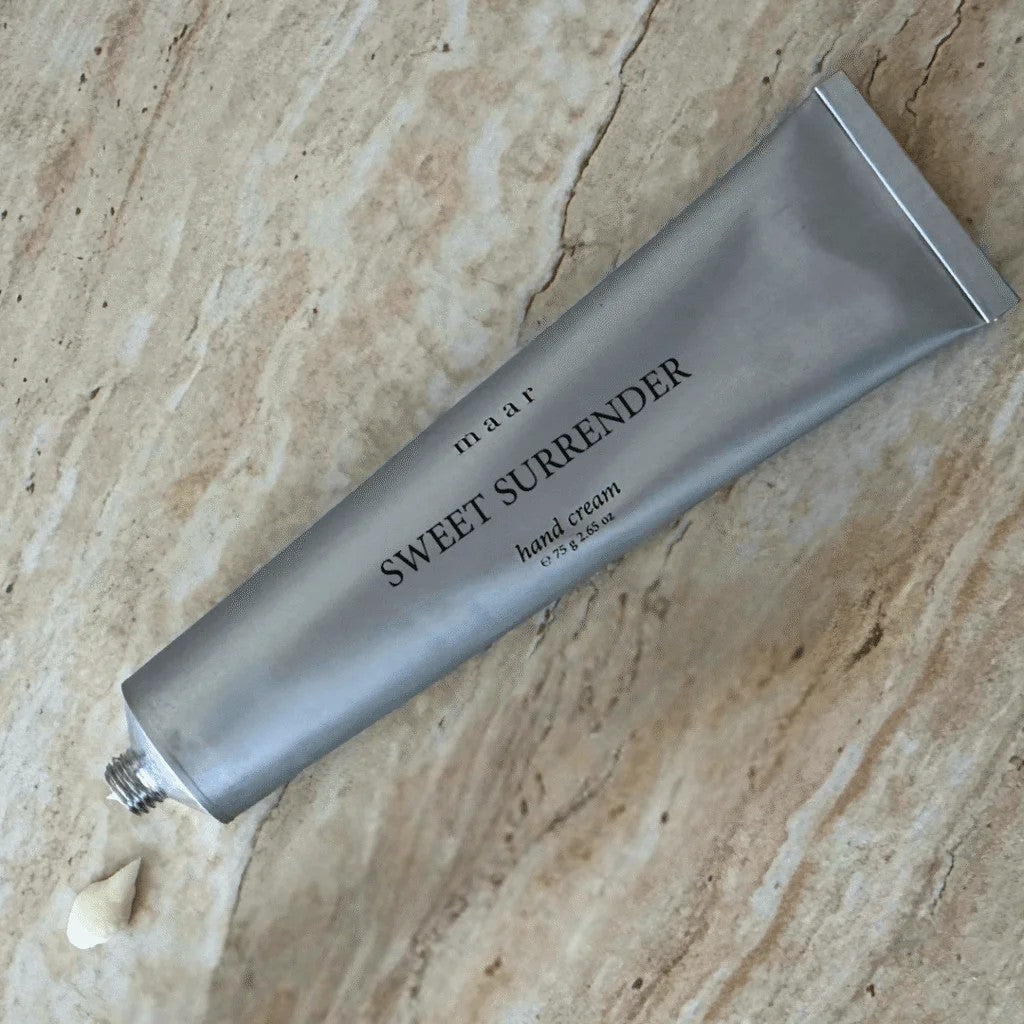 maar
SWEET SURRENDER
hand cream
℮ 75 g 2.65 oz